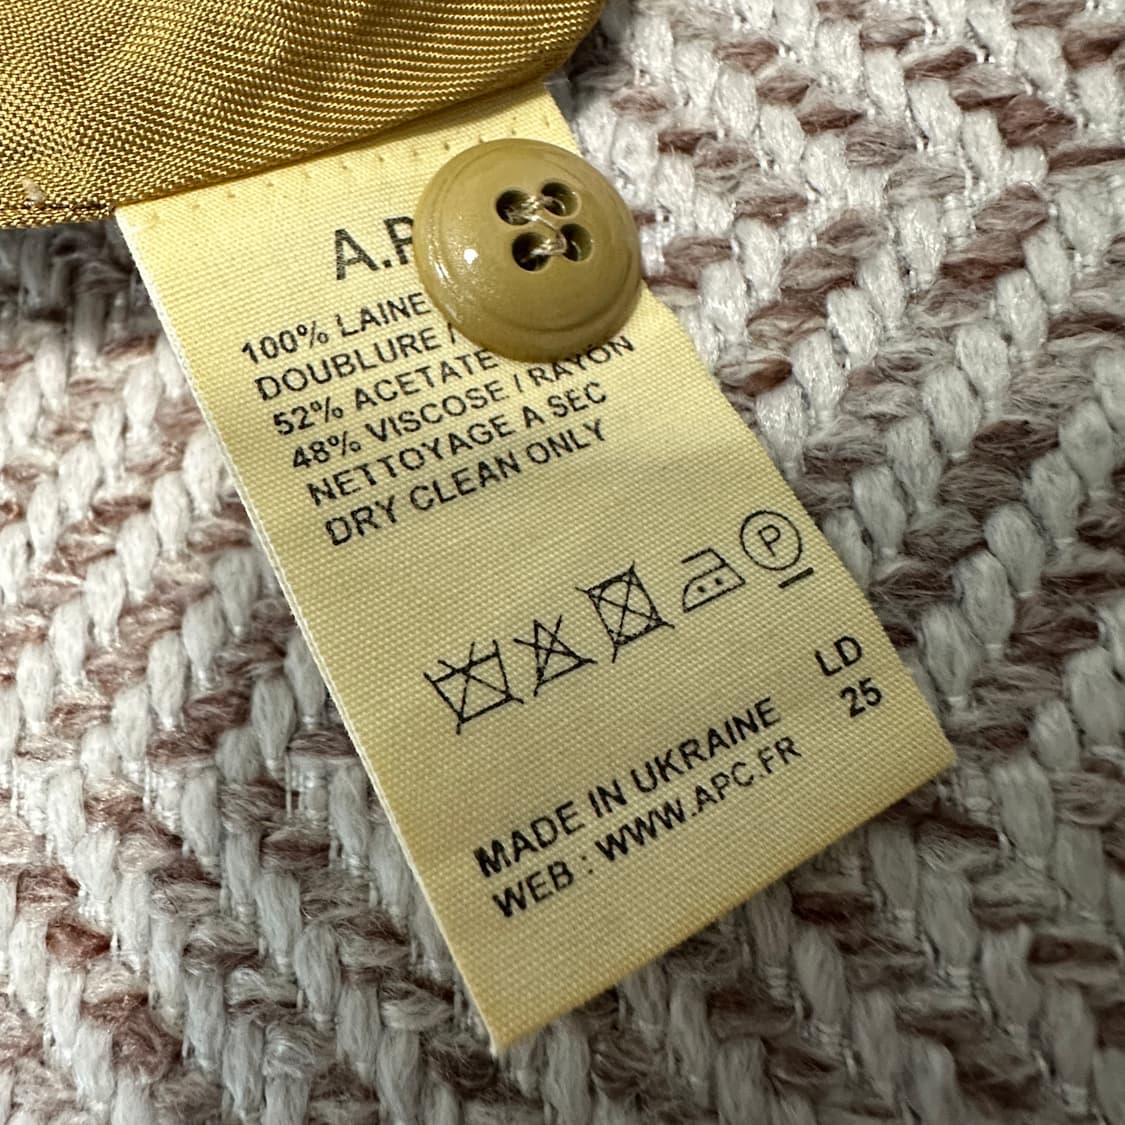 A.P
100% LAINE
DOUBLURE /
52% ACETATE
48% VISCOSE / RAYON
NETTOYAGE A SEC
DRY CLEAN ONLY
P
LD
25
MADE IN UKRAINE
WEB : WWW.APC.FR